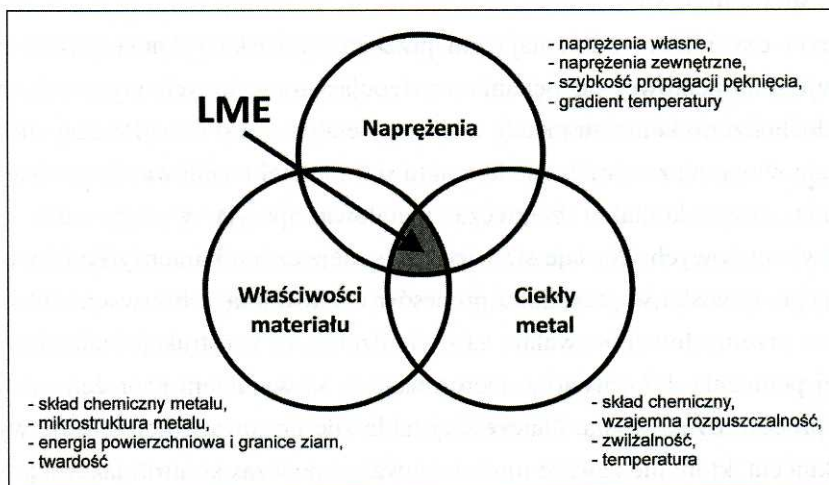 - naprężenia własne,
- naprężenia zewnętrzne,
- szybkość propagacji pęknięcia,
- gradient temperatury
LME
Naprężenia
Właściwości
materiału
Ciekły
metal
- skład chemiczny metalu,
- mikrostruktura metalu,
- energia powierzchniowa i granice ziarn,
- twardość
- skład chemiczny,
- wzajemna rozpuszczalność,
- zwilżalność,
- temperatura